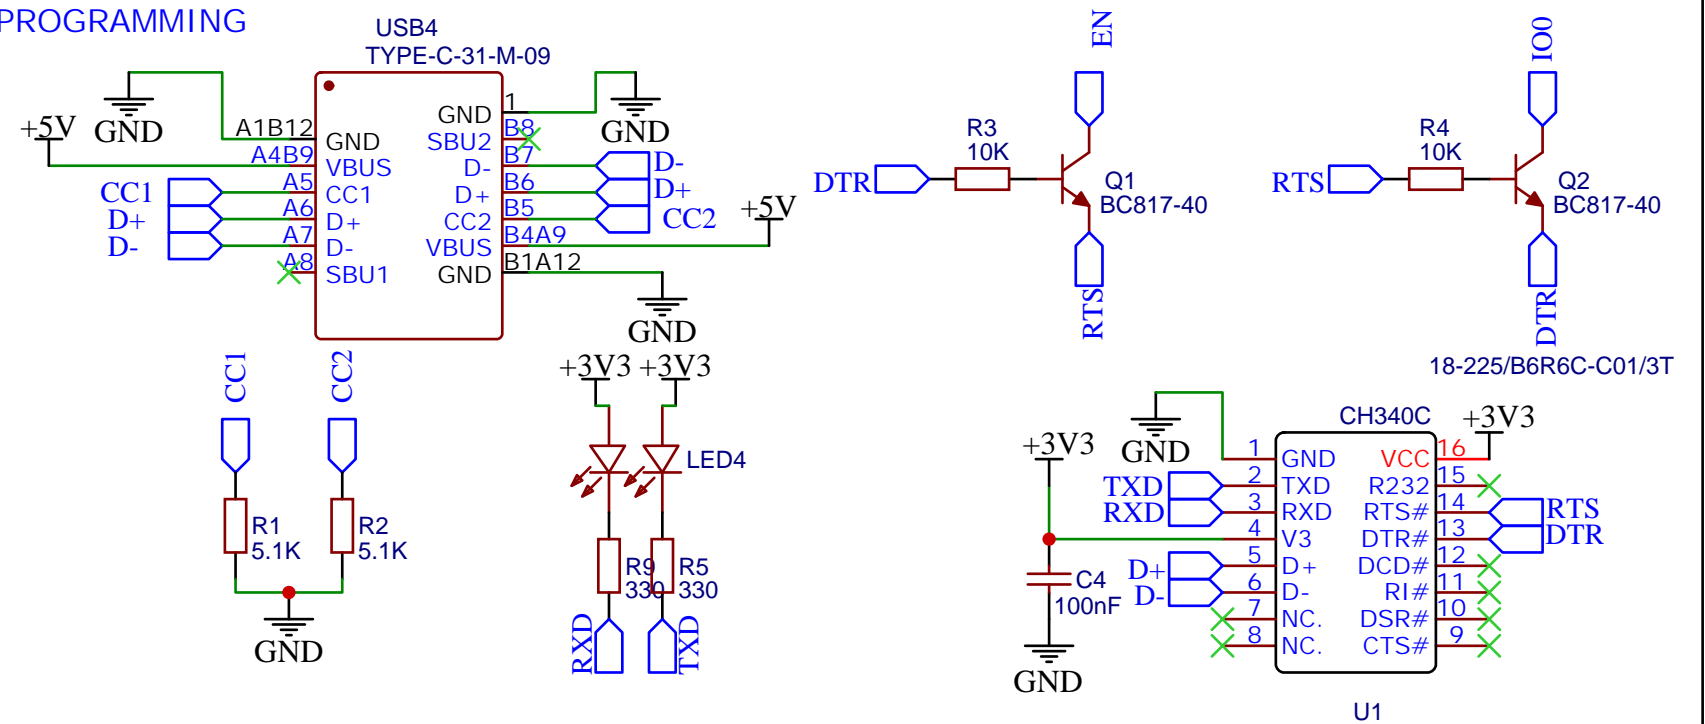 PROGRAMMING
USB4
TYPE-C-31-M-09
GND
+5V
A1B12
A4B9
A5
A6
A7
A8
CC1
D+
D-
GND
VBUS
CC1
D+
D-
SBU1
GND
SBU2
D-
D+
CC2
VBUS
GND
1
B8
B7
B6
B5
B4A9
B1A12
GND
D-
D+
CC2
+5V
GND
EN
R3
10K
DTR
Q1
BC817-40
RTS
IO0
R4
10K
RTS
Q2
BC817-40
DTR
CC1
CC2
R1
5.1K
R2
5.1K
GND
+3V3
+3V3
LED4
R9
330
R5
330
RXD
TXD
18-225/B6R6C-C01/3T
CH340C
+3V3
GND
+3V3
TXD
RXD
D+
D-
C4
100nF
GND
1
2
3
4
5
6
7
8
GND
TXD
RXD
V3
D+
D-
NC.
NC.
VCC
R232
RTS#
DTR#
DCD#
RI#
DSR#
CTS#
16
15
14
13
12
11
10
9
RTS
DTR
U1